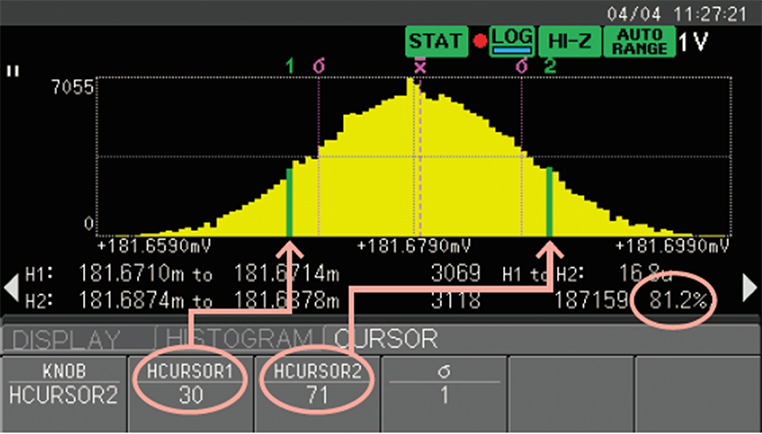 04/04 11:27:21
STAT LOG HI-Z AUTO RANGE 1V
1 σ x̄ σ 2
7055
0
+181.6590mV +181.6790mV +181.6990mV
H1: 181.6710m to 181.6714m 3069 H1 to H2: 16.8u
H2: 181.6874m to 181.6878m 3118 187159 81.2%
DISPLAY HISTOGRAM CURSOR
KNOB HCURSOR1 HCURSOR2 σ
HCURSOR2 30 71 1